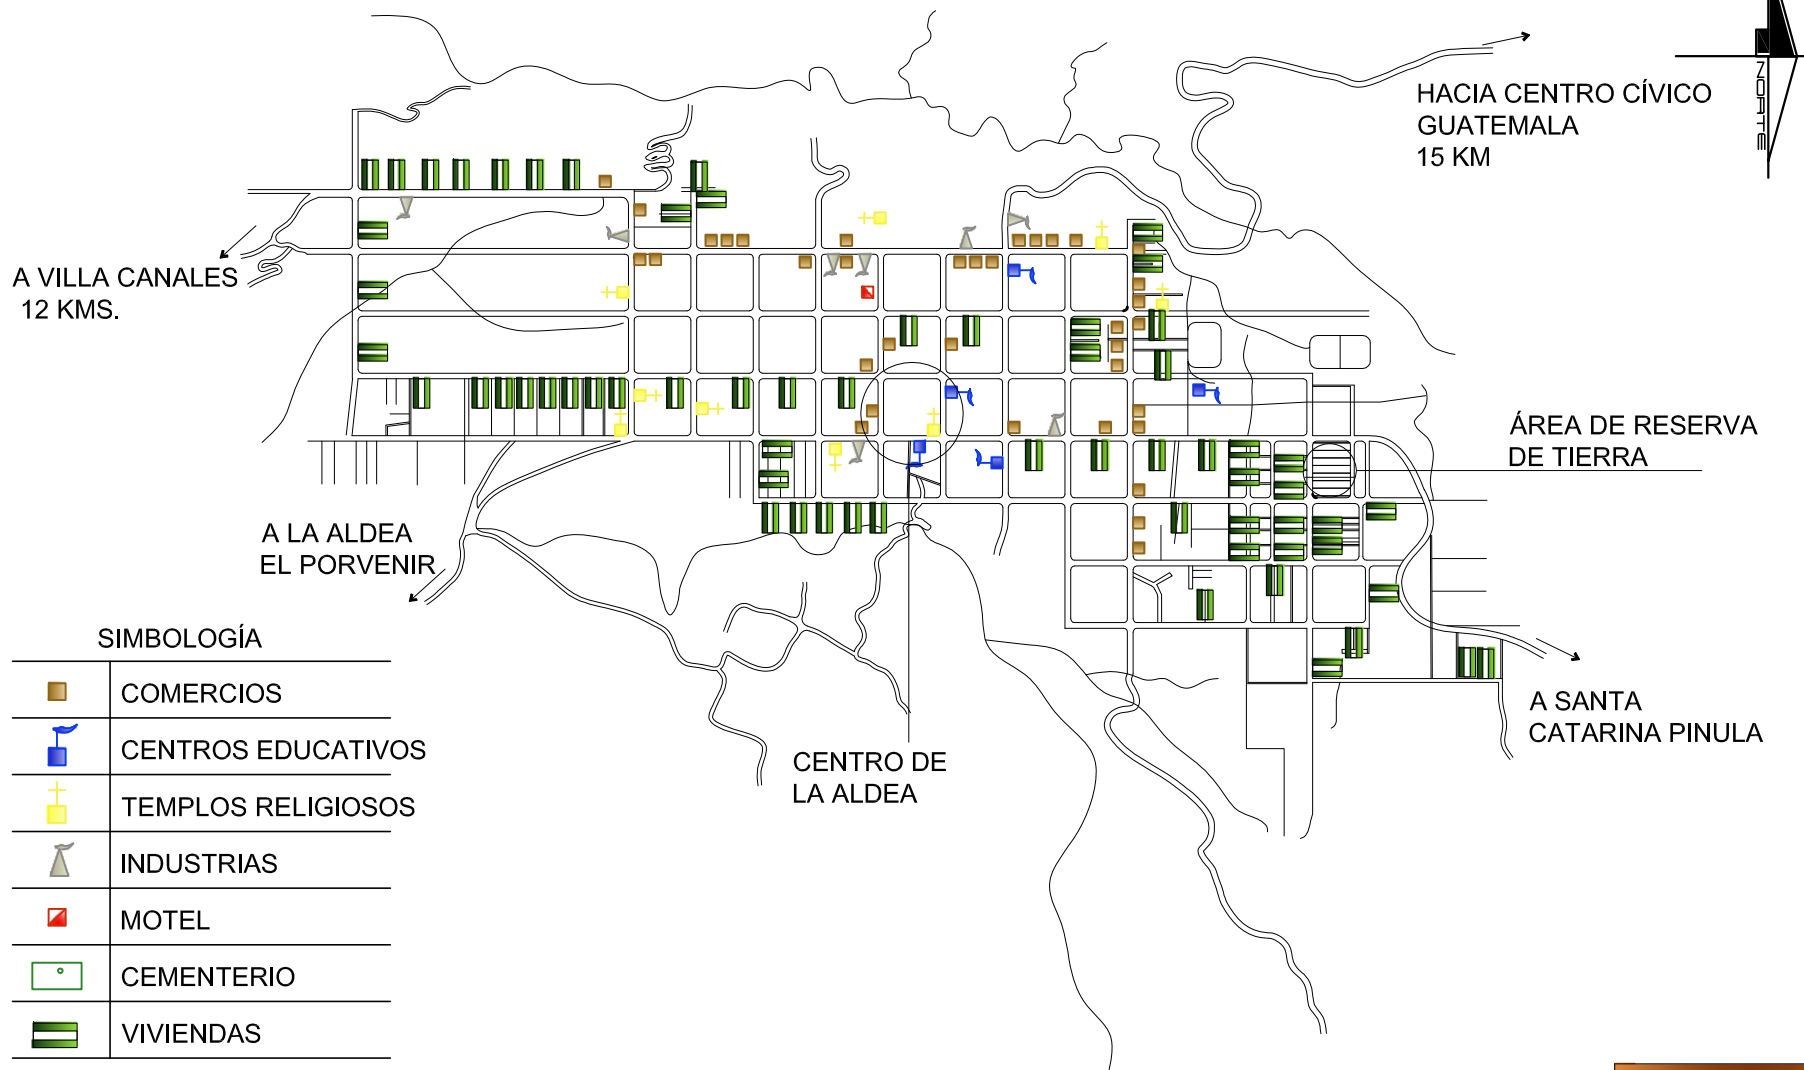 NORTE
HACIA CENTRO CÍVICO
GUATEMALA
15 KM
A VILLA CANALES
12 KMS.
ÁREA DE RESERVA
DE TIERRA
A LA ALDEA
EL PORVENIR
SIMBOLOGÍA
COMERCIOS
CENTROS EDUCATIVOS
TEMPLOS RELIGIOSOS
INDUSTRIAS
MOTEL
CEMENTERIO
VIVIENDAS
CENTRO DE
LA ALDEA
A SANTA
CATARINA PINULA